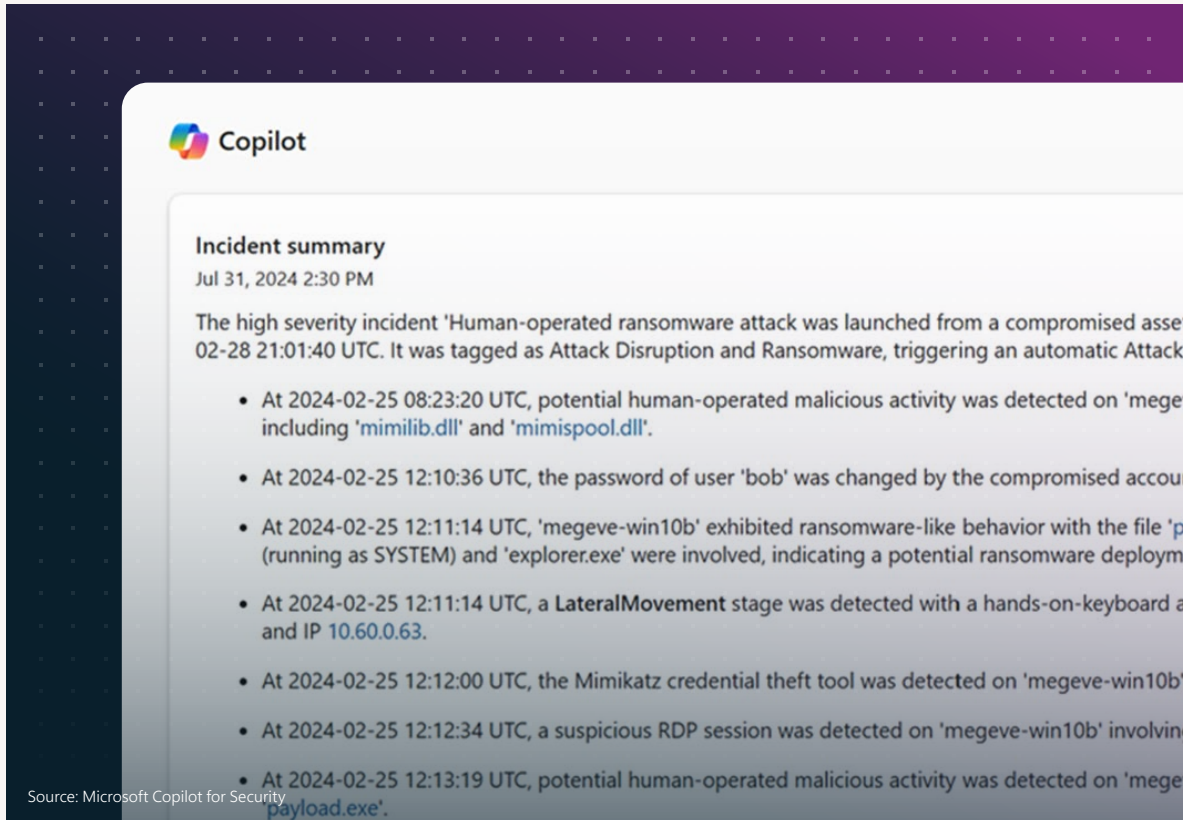 Copilot
Incident summary
Jul 31, 2024 2:30 PM
The high severity incident 'Human-operated ransomware attack was launched from a compromised asse
02-28 21:01:40 UTC. It was tagged as Attack Disruption and Ransomware, triggering an automatic Attack
• At 2024-02-25 08:23:20 UTC, potential human-operated malicious activity was detected on 'mege
including 'mimilib.dll' and 'mimispool.dll'.
• At 2024-02-25 12:10:36 UTC, the password of user 'bob' was changed by the compromised accou
• At 2024-02-25 12:11:14 UTC, 'megeve-win10b' exhibited ransomware-like behavior with the file 'p
(running as SYSTEM) and 'explorer.exe' were involved, indicating a potential ransomware deploym
• At 2024-02-25 12:11:14 UTC, a LateralMovement stage was detected with a hands-on-keyboard a
and IP 10.60.0.63.
• At 2024-02-25 12:12:00 UTC, the Mimikatz credential theft tool was detected on 'megeve-win10b'
• At 2024-02-25 12:12:34 UTC, a suspicious RDP session was detected on 'megeve-win10b' involvin
• At 2024-02-25 12:13:19 UTC, potential human-operated malicious activity was detected on 'mege
'payload.exe'.
Source: Microsoft Copilot for Security